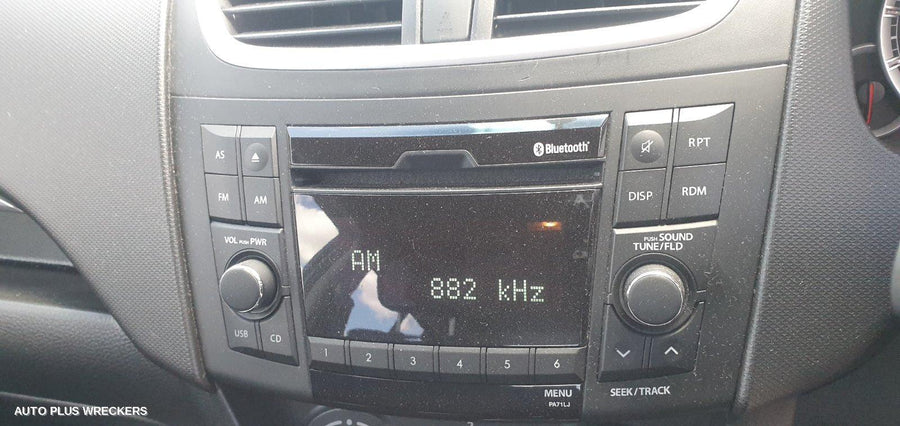 Bluetooth®
AS
RPT
FM
AM
DISP
RDM
VOL PUSH PWR
PUSH SOUND
TUNE/FLD
AM
882 kHz
USB
CD
1 2 3 4 5 6
MENU
PA71LJ
SEEK/TRACK
AUTO PLUS WRECKERS